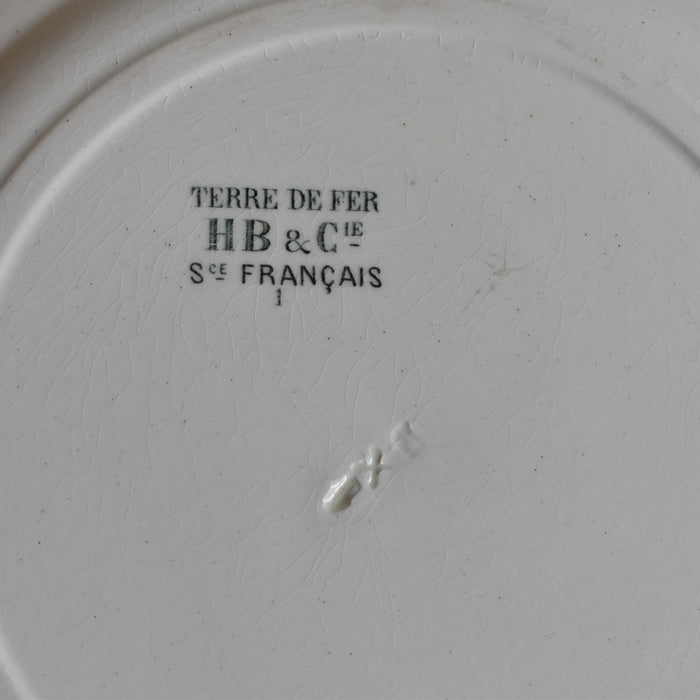 TERRE DE FER
HB & Cᴵᴱ
Sᶜᴱ FRANÇAIS
1